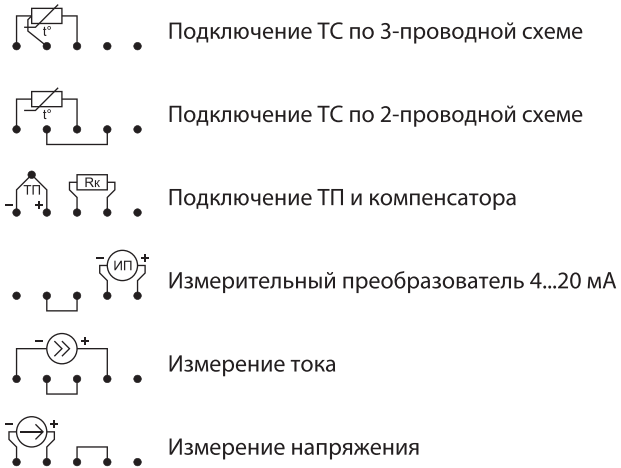 t°
Подключение ТС по 3-проводной схеме
t°
Подключение ТС по 2-проводной схеме
ТП
- +
Rк
Подключение ТП и компенсатора
- +
ИП
Измерительный преобразователь 4...20 мА
- +
Измерение тока
- +
Измерение напряжения